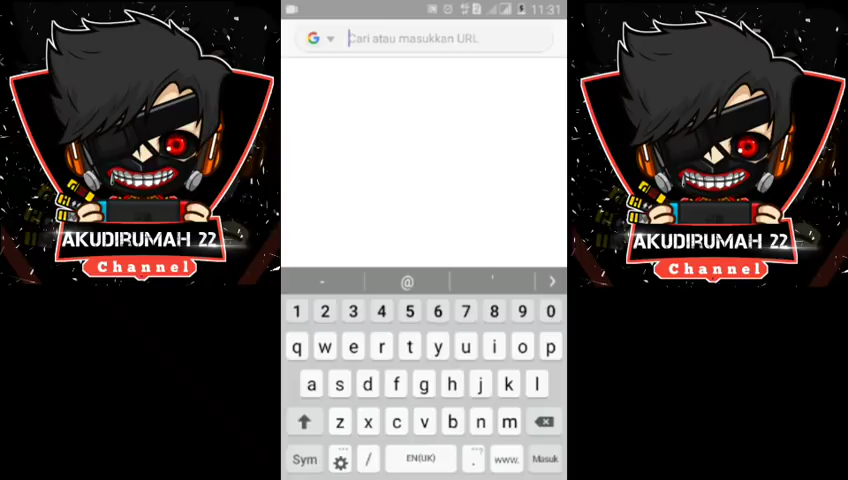 11:31
Cari atau masukkan URL
AKUDIRUMAH 22
Channel
AKUDIRUMAH 22
Channel
- @ '
1 2 3 4 5 6 7 8 9 0
q w e r t y u i o p
a s d f g h j k l
z x c v b n m
Sym / EN(UK) . www. Masuk